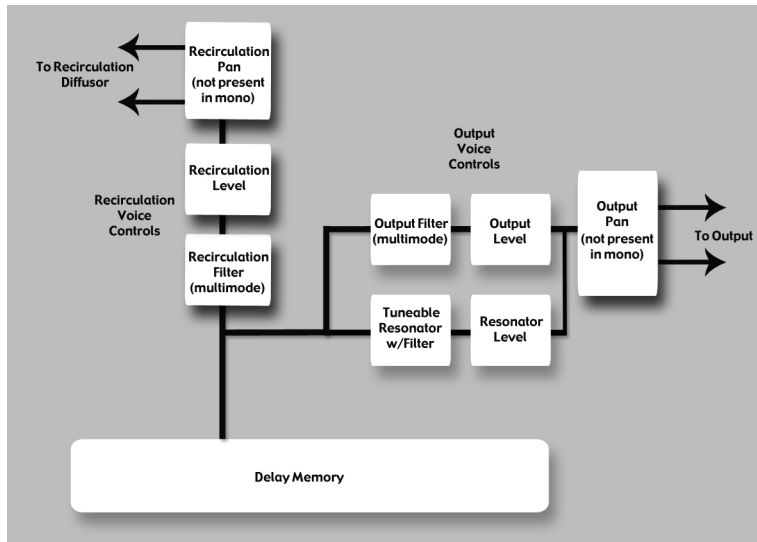 Recirculation
Pan
(not present
in mono)
To Recirculation
Diffusor
Recirculation
Level
Recirculation
Voice
Controls
Recirculation
Filter
(multimode)
Output
Voice
Controls
Output Filter
(multimode)
Output
Level
Output
Pan
(not present
in mono)
To Output
Tuneable
Resonator
w/Filter
Resonator
Level
Delay Memory